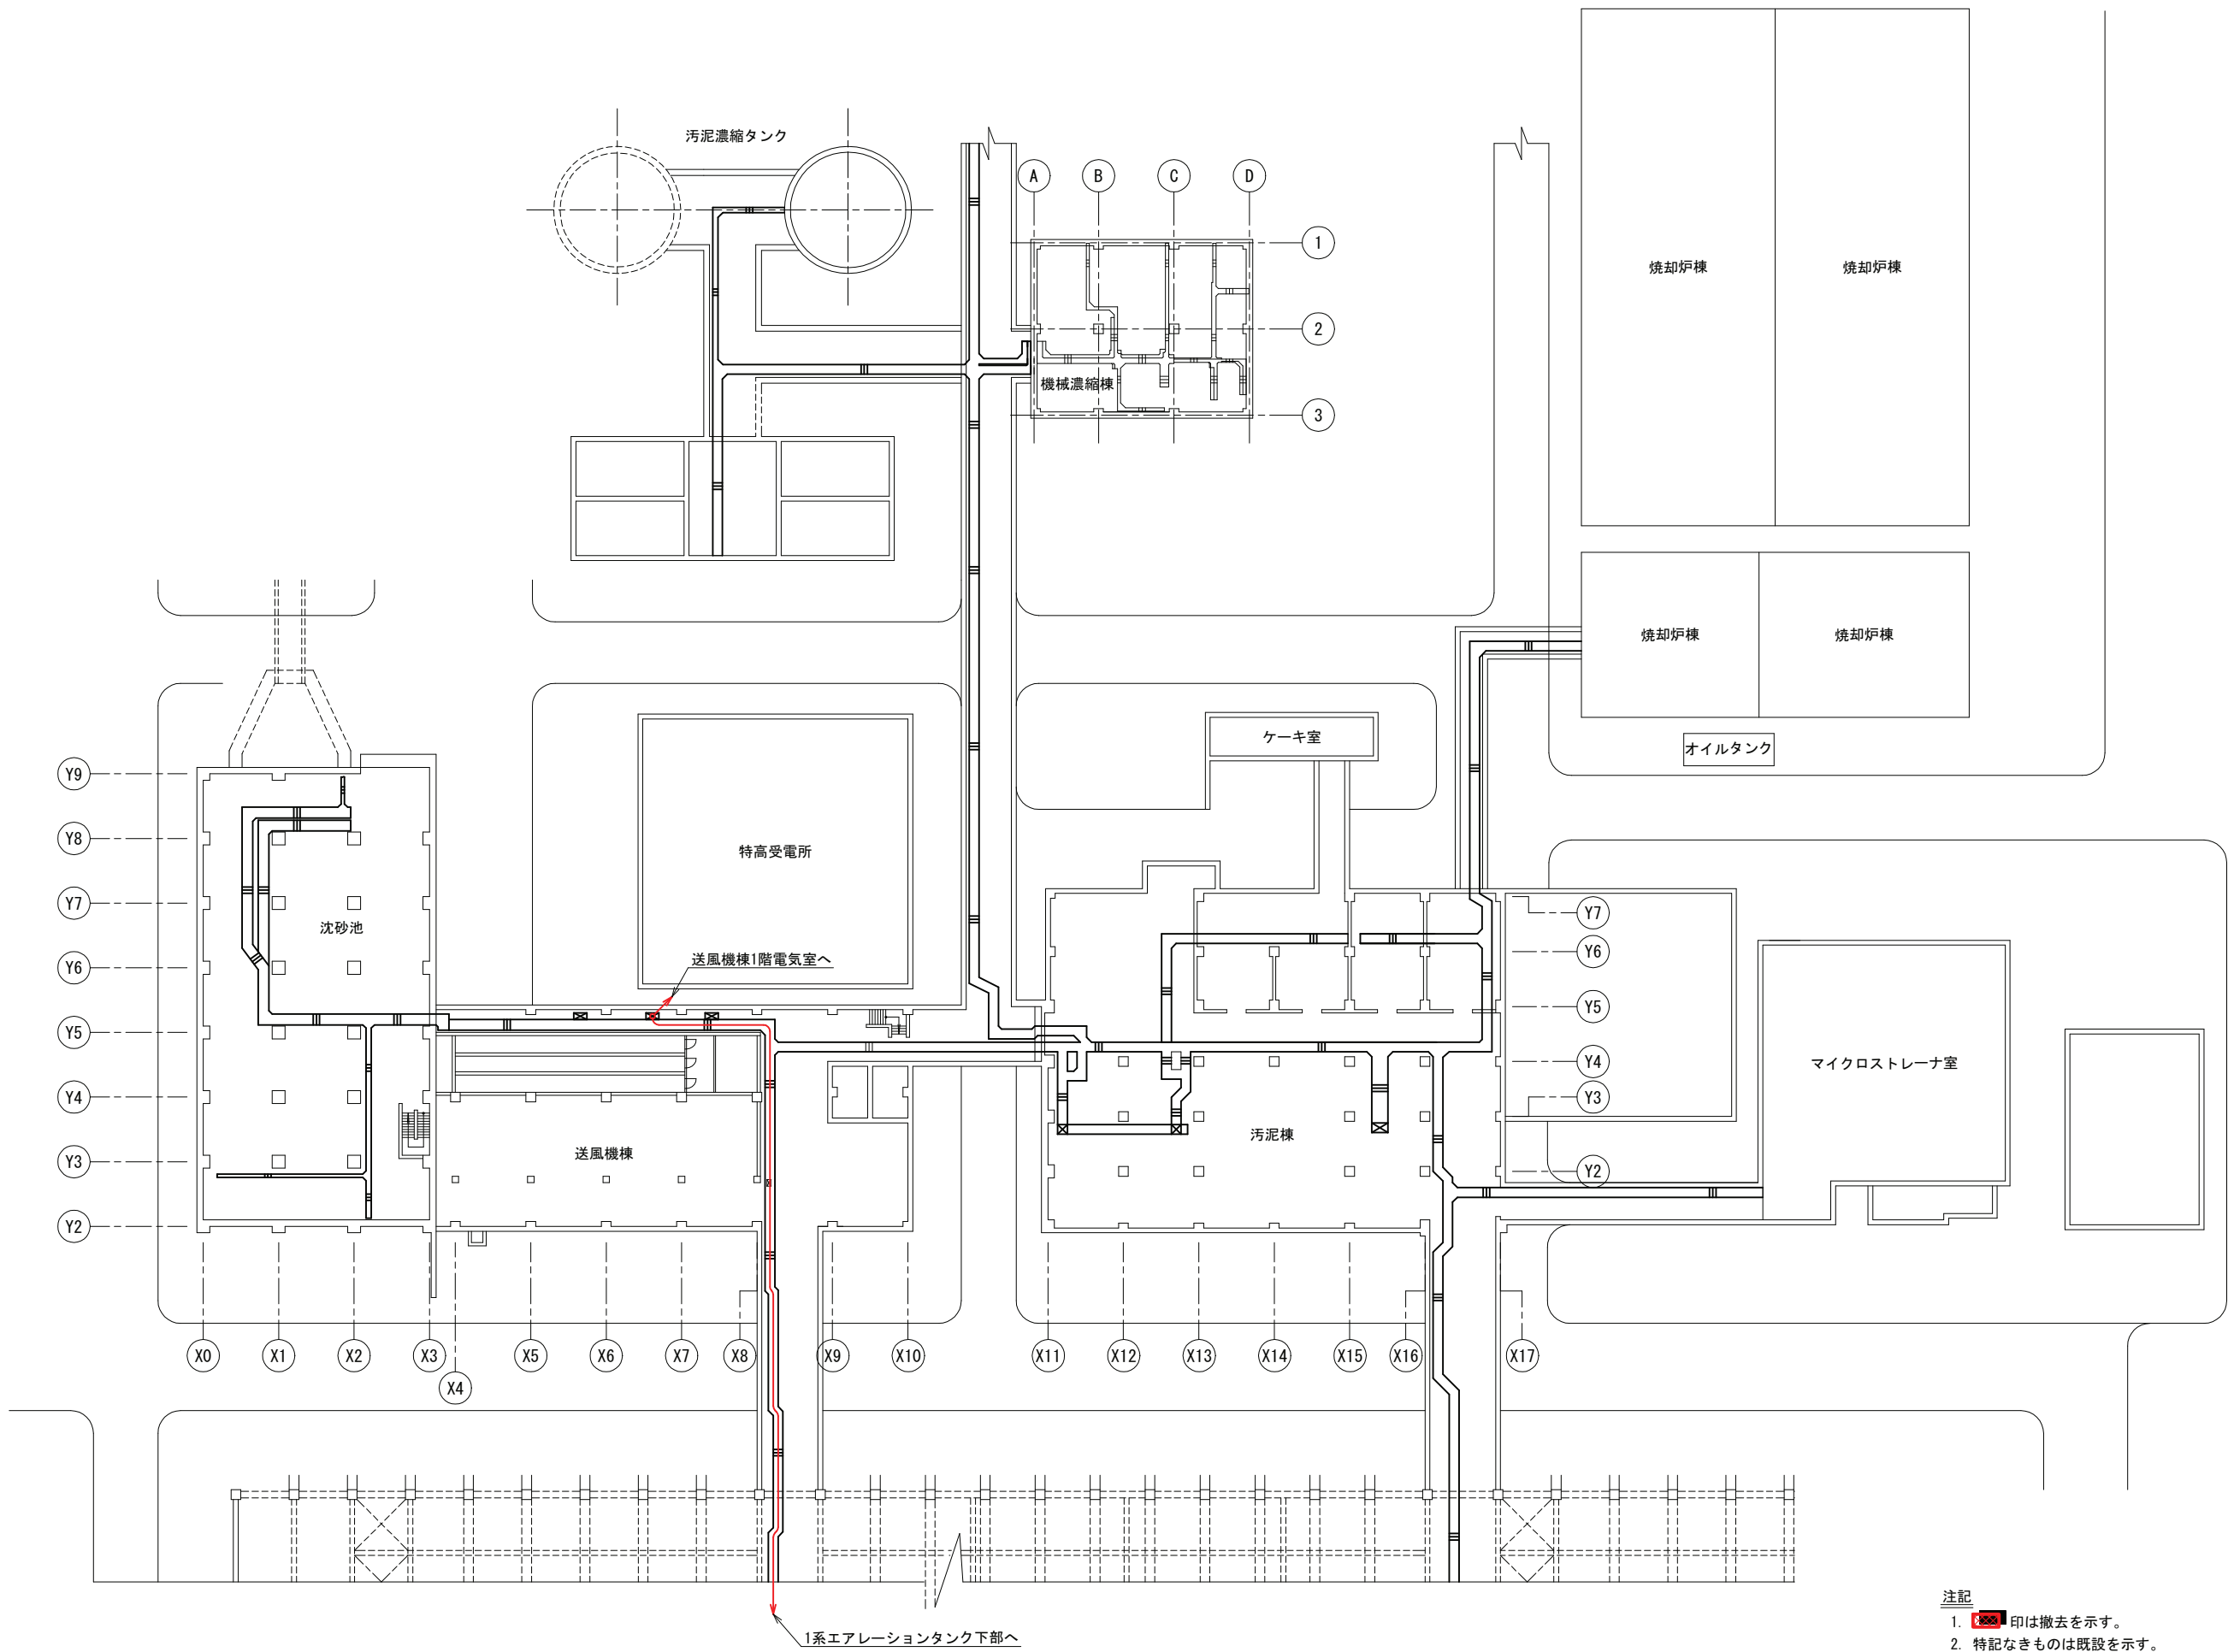 汚泥濃縮タンク
A B C D
1
焼却炉棟 焼却炉棟
2
機械濃縮棟
3
焼却炉棟 焼却炉棟
ケーキ室
オイルタンク
Y9
Y8
特高受電所
Y7
沈砂池
Y7
送風機棟1階電気室へ
Y6
Y6
Y5
Y5
Y4
マイクロストレーナ室
Y4
Y3
汚泥棟
送風機棟
Y3
Y2
Y2
X0 X1 X2 X3 X5 X6 X7 X8 X9 X10 X11 X12 X13 X14 X15 X16 X17
X4
注記
1. 印は撤去を示す。
1系エアレーションタンク下部へ
2. 特記なきものは既設を示す。